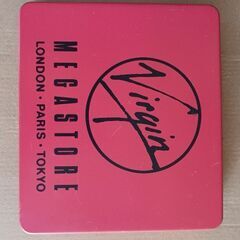 Virgin
MEGASTORE
LONDON · PARIS · TOKYO